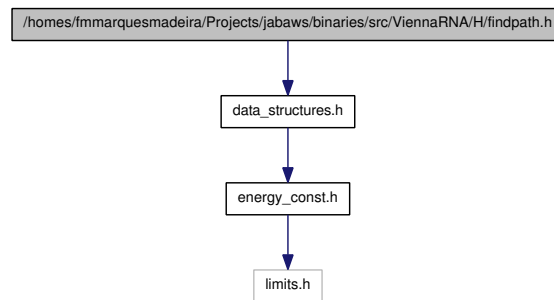 /homes/fmmarquesmadeira/Projects/jabaws/binaries/src/ViennaRNA/H/findpath.h
data_structures.h
energy_const.h
limits.h